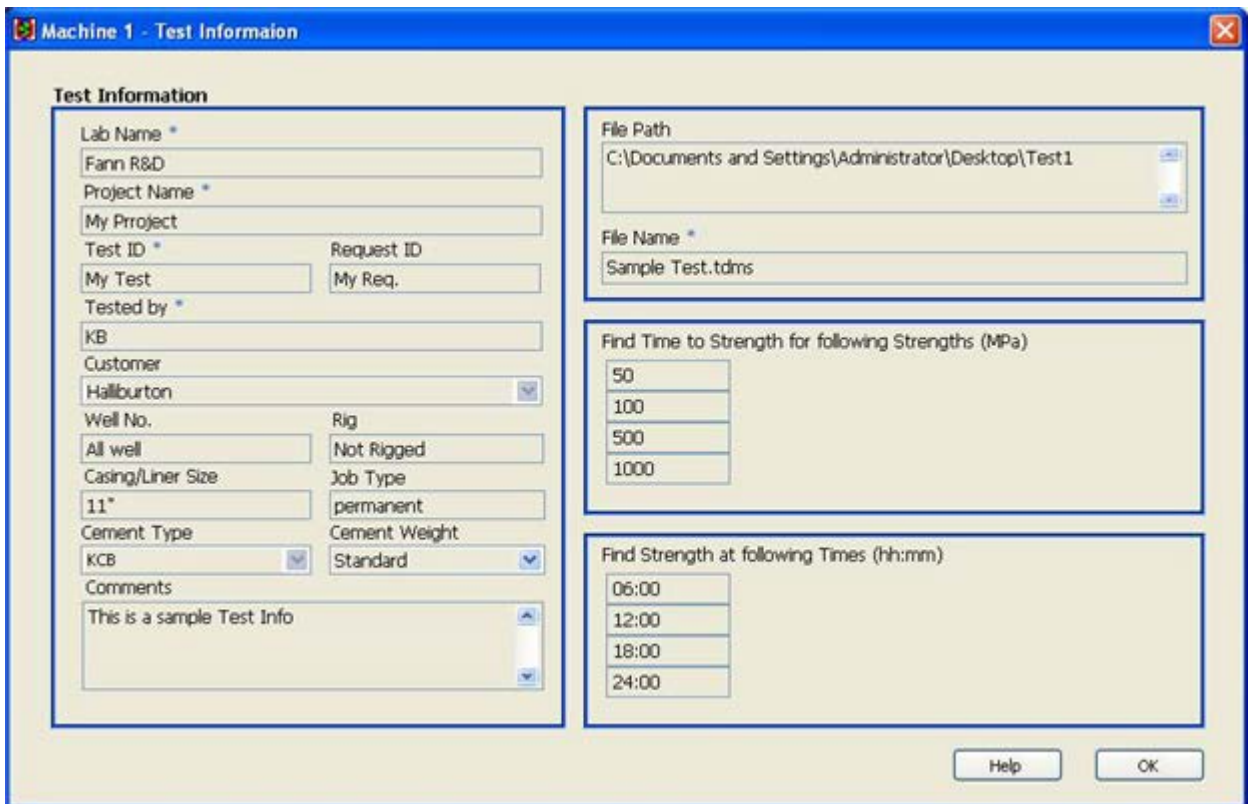 Machine 1 - Test Informaion
Test Information
Lab Name *
Fann R&D
Project Name *
My Prroject
Test ID * Request ID
My Test My Req.
Tested by *
KB
Customer
Halliburton
Well No. Rig
All well Not Rigged
Casing/Liner Size Job Type
11" permanent
Cement Type Cement Weight
KCB Standard
Comments
This is a sample Test Info
File Path
C:\Documents and Settings\Administrator\Desktop\Test1
File Name *
Sample Test.tdms
Find Time to Strength for following Strengths (MPa)
50
100
500
1000
Find Strength at following Times (hh:mm)
06:00
12:00
18:00
24:00
Help OK